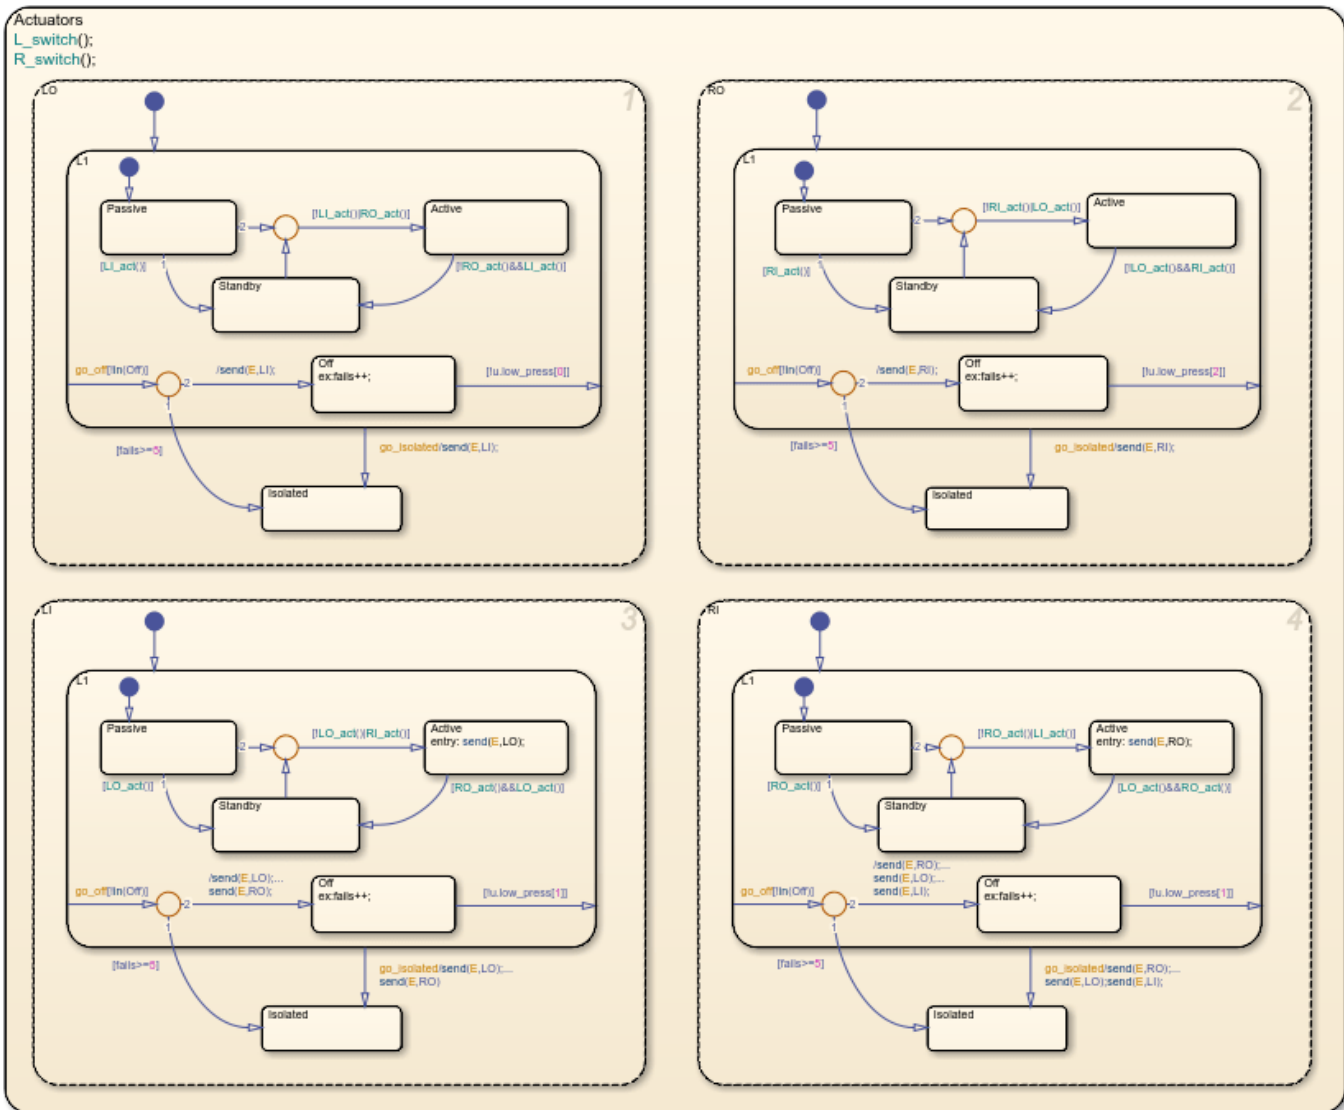 Actuators
L_switch();
R_switch();
LO
1
L1
Passive
2
[!LI_act()|RO_act()]
Active
[LI_act()]
1
[!RO_act()&&LI_act()]
Standby
go_off[!in(Off)]
2
/send(E,LI);
Off
ex:fails++;
[!u.low_press[0]]
1
[fails>=5]
go_isolated/send(E,LI);
Isolated
RO
2
L1
Passive
2
[!RI_act()|LO_act()]
Active
[RI_act()]
1
[!LO_act()&&RI_act()]
Standby
go_off[!in(Off)]
2
/send(E,RI);
Off
ex:fails++;
[!u.low_press[2]]
1
[fails>=5]
go_isolated/send(E,RI);
Isolated
LI
3
L1
Passive
2
[!LO_act()|RI_act()]
Active
entry: send(E,LO);
[LO_act()]
1
[RO_act()&&LO_act()]
Standby
go_off[!in(Off)]
2
/send(E,LO);...
send(E,RO);
Off
ex:fails++;
[!u.low_press[1]]
1
[fails>=5]
go_isolated/send(E,LO);...
send(E,RO)
Isolated
RI
4
L1
Passive
2
[!RO_act()|LI_act()]
Active
entry: send(E,RO);
[RO_act()]
1
[LO_act()&&RO_act()]
Standby
go_off[!in(Off)]
2
/send(E,RO);...
send(E,LO);...
send(E,LI);
Off
ex:fails++;
[!u.low_press[1]]
1
[fails>=5]
go_isolated/send(E,RO);...
send(E,LO);send(E,LI);
Isolated